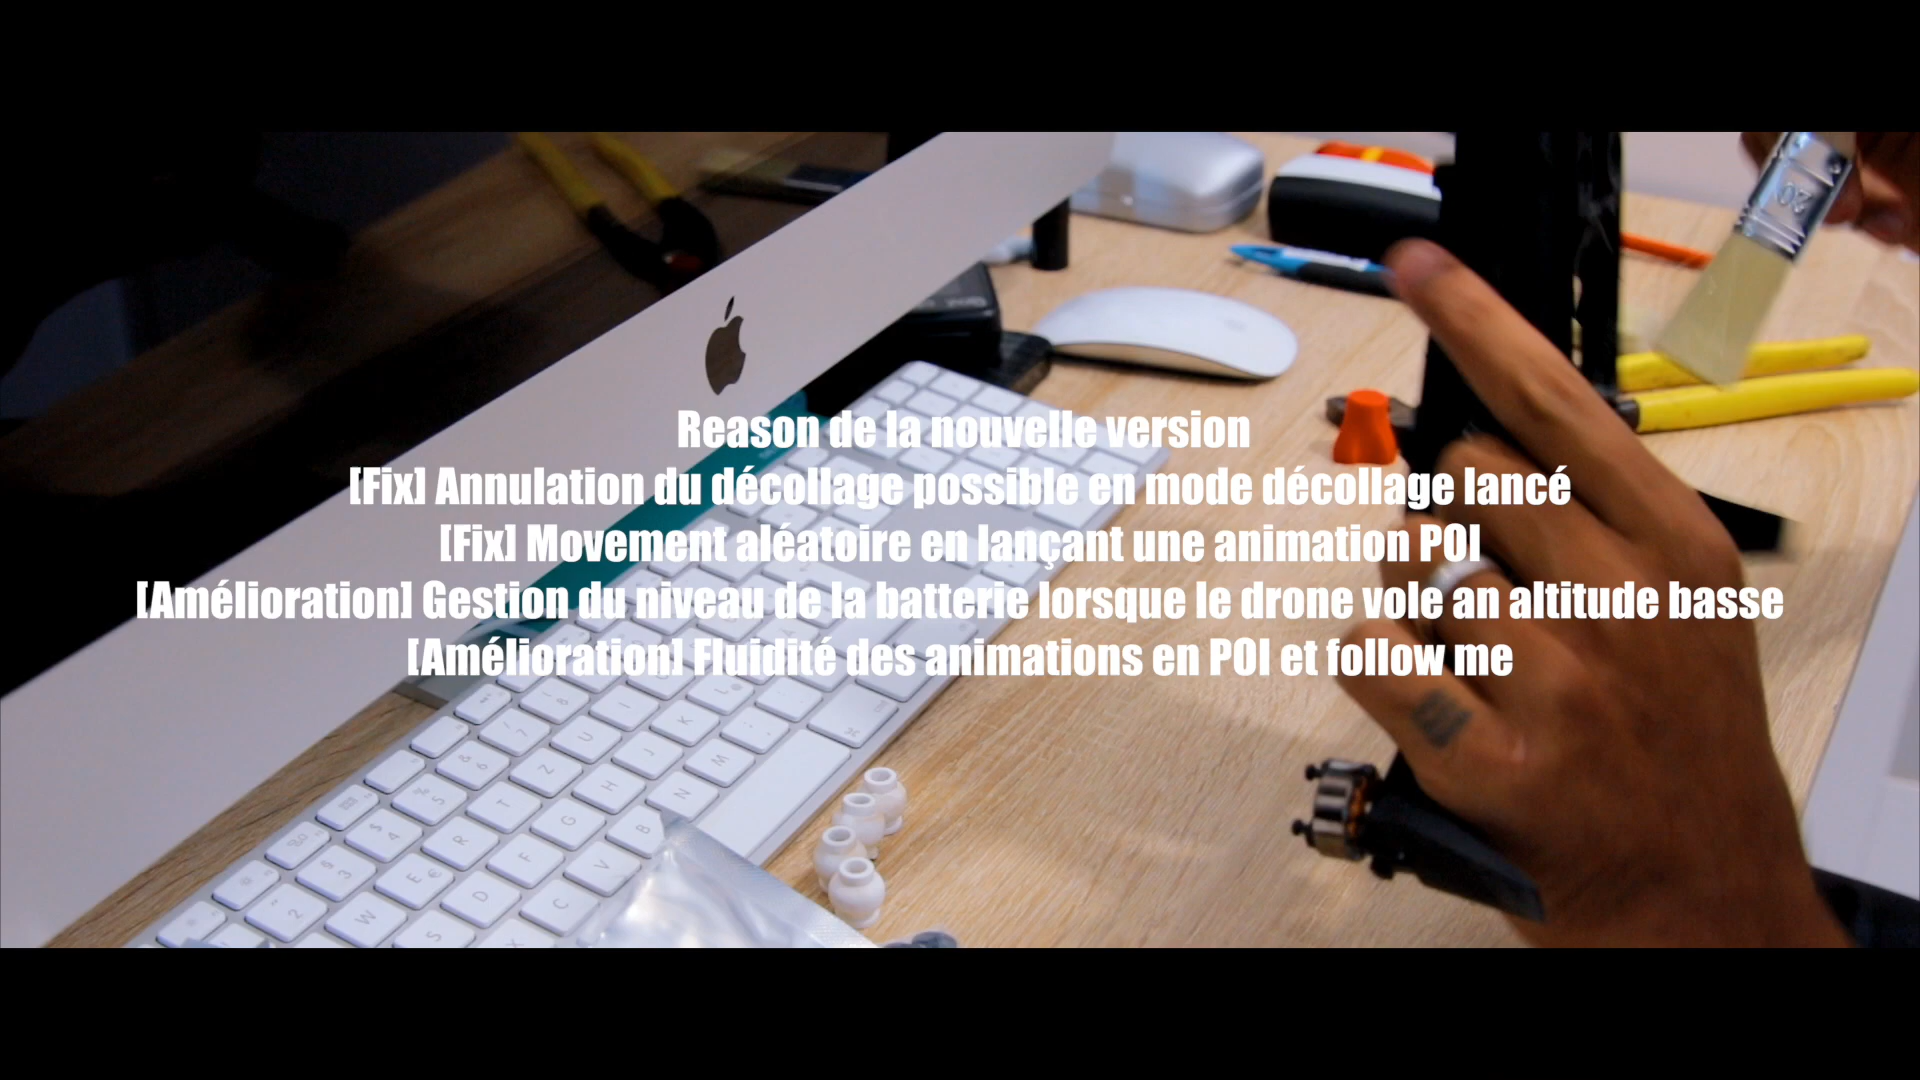 Reason de la nouvelle version
[Fix] Annulation du décollage possible en mode décollage lancé
[Fix] Movement aléatoire en lançant une animation POI
[Amélioration] Gestion du niveau de la batterie lorsque le drone vole an altitude basse
[Amélioration] Fluidité des animations en POI et follow me
20